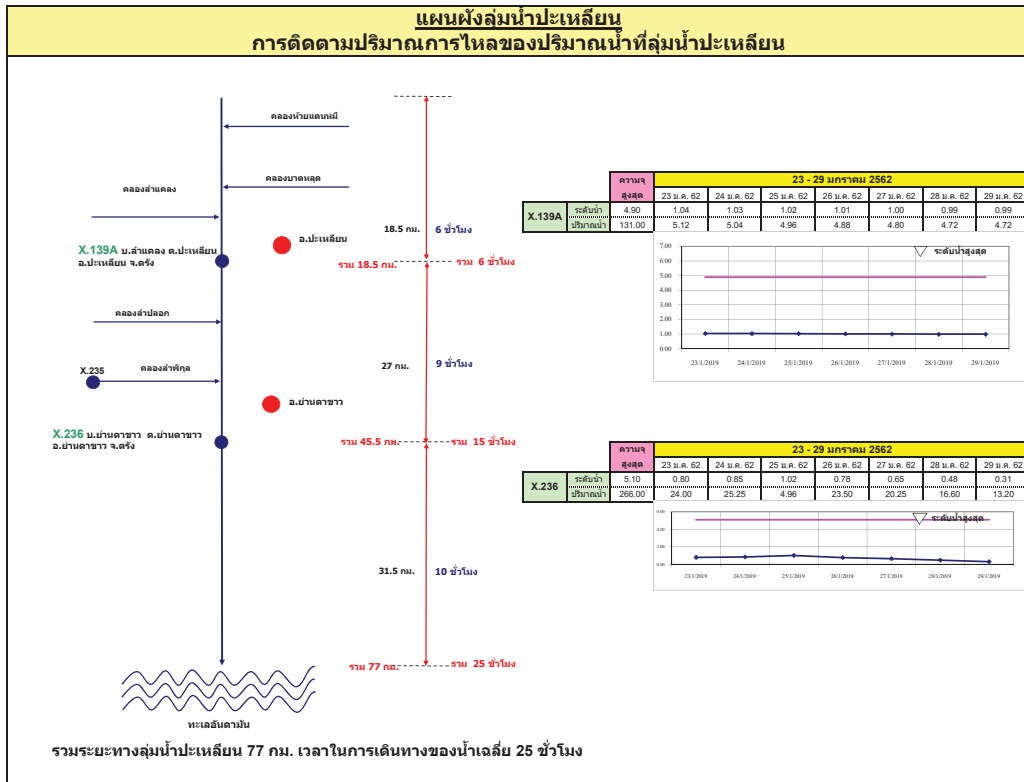 แผนผังลุ่มน้ำปะเหลียน
การติดตามปริมาณการไหลของปริมาณน้ำที่ลุ่มน้ำปะเหลียน
คลองห้วยแดนหมี
คลองบาดหลุด
คลองลำแคลง
18.5 กม.
6 ชั่วโมง
อ.ปะเหลียน
X.139A บ.ลำแคลง ต.ปะเหลียน
อ.ปะเหลียน จ.ตรัง
รวม 18.5 กม.
รวม 6 ชั่วโมง
คลองลำปลอก
X.235
คลองลำพิกุล
27 กม.
9 ชั่วโมง
อ.ย่านตาขาว
X.236 บ.ย่านตาขาว ต.ย่านตาขาว
อ.ย่านตาขาว จ.ตรัง
รวม 45.5 กม.
รวม 15 ชั่วโมง
31.5 กม.
10 ชั่วโมง
รวม 77 กม.
รวม 25 ชั่วโมง
ทะเลอันดามัน
รวมระยะทางลุ่มน้ำปะเหลียน 77 กม. เวลาในการเดินทางของน้ำเฉลี่ย 25 ชั่วโมง
ความจุ 23 - 29 มกราคม 2562
สูงสุด 23 ม.ค. 62 24 ม.ค. 62 25 ม.ค. 62 26 ม.ค. 62 27 ม.ค. 62 28 ม.ค. 62 29 ม.ค. 62
X.139A
ระดับน้ำ 4.90 1.04 1.03 1.02 1.01 1.00 0.99 0.99
ปริมาณน้ำ 131.00 5.12 5.04 4.96 4.88 4.80 4.72 4.72
ระดับน้ำสูงสุด
7.00
6.00
5.00
4.00
3.00
2.00
1.00
0.00
23/1/2019 24/1/2019 25/1/2019 26/1/2019 27/1/2019 28/1/2019 29/1/2019
ความจุ 23 - 29 มกราคม 2562
สูงสุด 23 ม.ค. 62 24 ม.ค. 62 25 ม.ค. 62 26 ม.ค. 62 27 ม.ค. 62 28 ม.ค. 62 29 ม.ค. 62
X.236
ระดับน้ำ 5.10 0.80 0.85 1.02 0.78 0.65 0.48 0.31
ปริมาณน้ำ 266.00 24.00 25.25 4.96 23.50 20.25 16.60 13.20
ระดับน้ำสูงสุด
6.00
4.00
2.00
0.00
23/1/2019 24/1/2019 25/1/2019 26/1/2019 27/1/2019 28/1/2019 29/1/2019